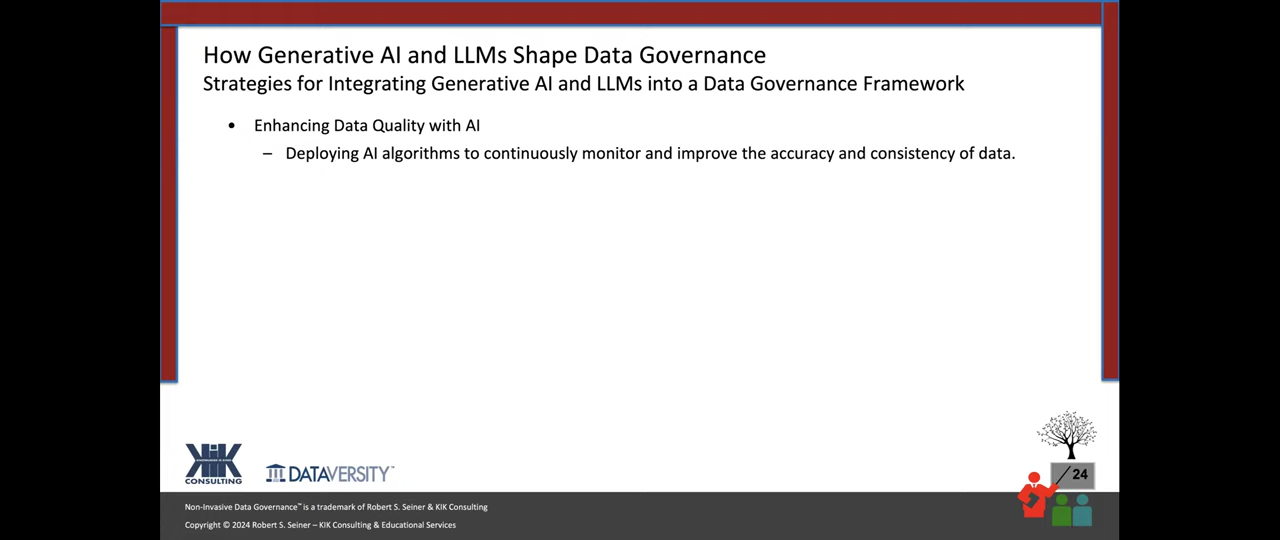 How Generative AI and LLMs Shape Data Governance
Strategies for Integrating Generative AI and LLMs into a Data Governance Framework
• Enhancing Data Quality with AI
– Deploying AI algorithms to continuously monitor and improve the accuracy and consistency of data.
KIK
CONSULTING
DATAVERSITY™
24
Non-Invasive Data Governance™ is a trademark of Robert S. Seiner & KIK Consulting
Copyright © 2024 Robert S. Seiner – KIK Consulting & Educational Services